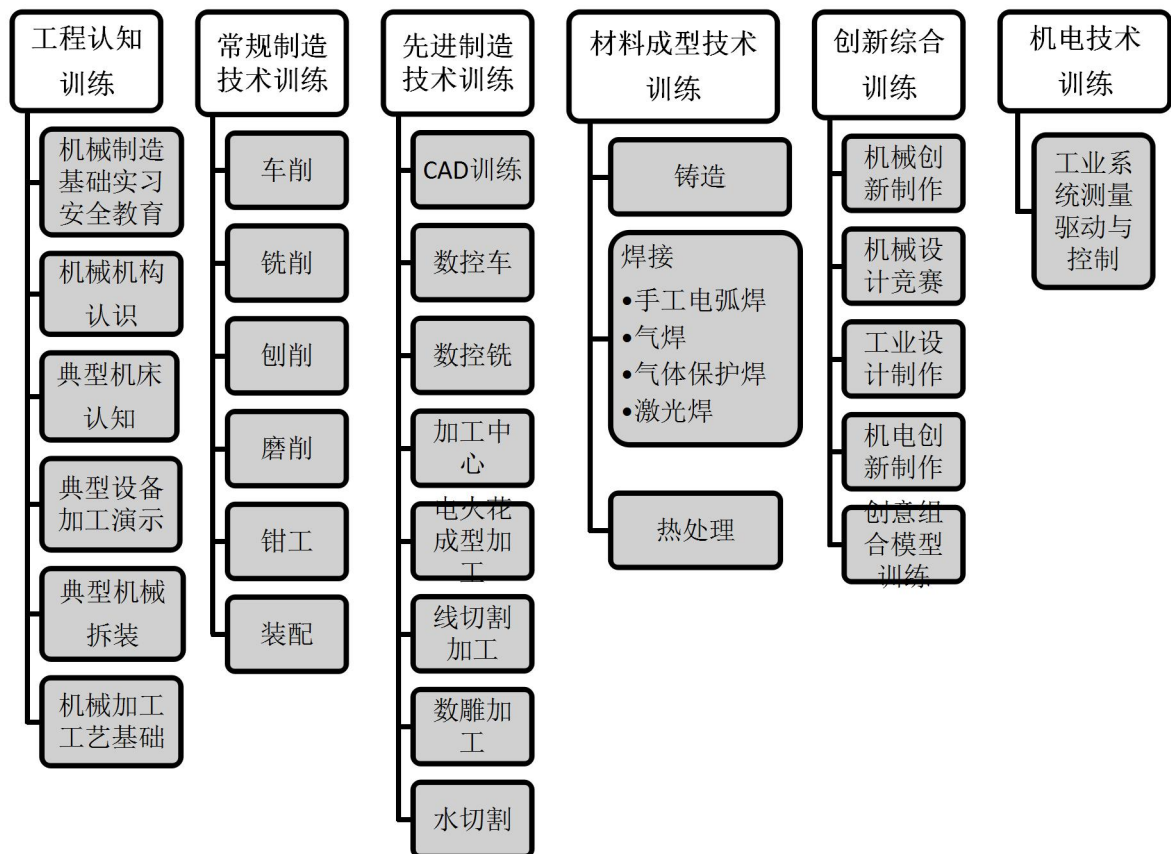 工程认知
训练
机械制造
基础实习
安全教育
机械机构
认识
典型机床
认知
典型设备
加工演示
典型机械
拆装
机械加工
工艺基础
常规制造
技术训练
车削
铣削
刨削
磨削
钳工
装配
先进制造
技术训练
CAD训练
数控车
数控铣
加工中
心
电火花
成型加
工
线切割
加工
数雕加
工
水切割
材料成型技术
训练
铸造
焊接
•手工电弧焊
•气焊
•气体保护焊
•激光焊
热处理
创新综合
训练
机械创
新制作
机械设
计竞赛
工业设
计制作
机电创
新制作
创意组
合模型
训练
机电技术
训练
工业系
统测量
驱动与
控制